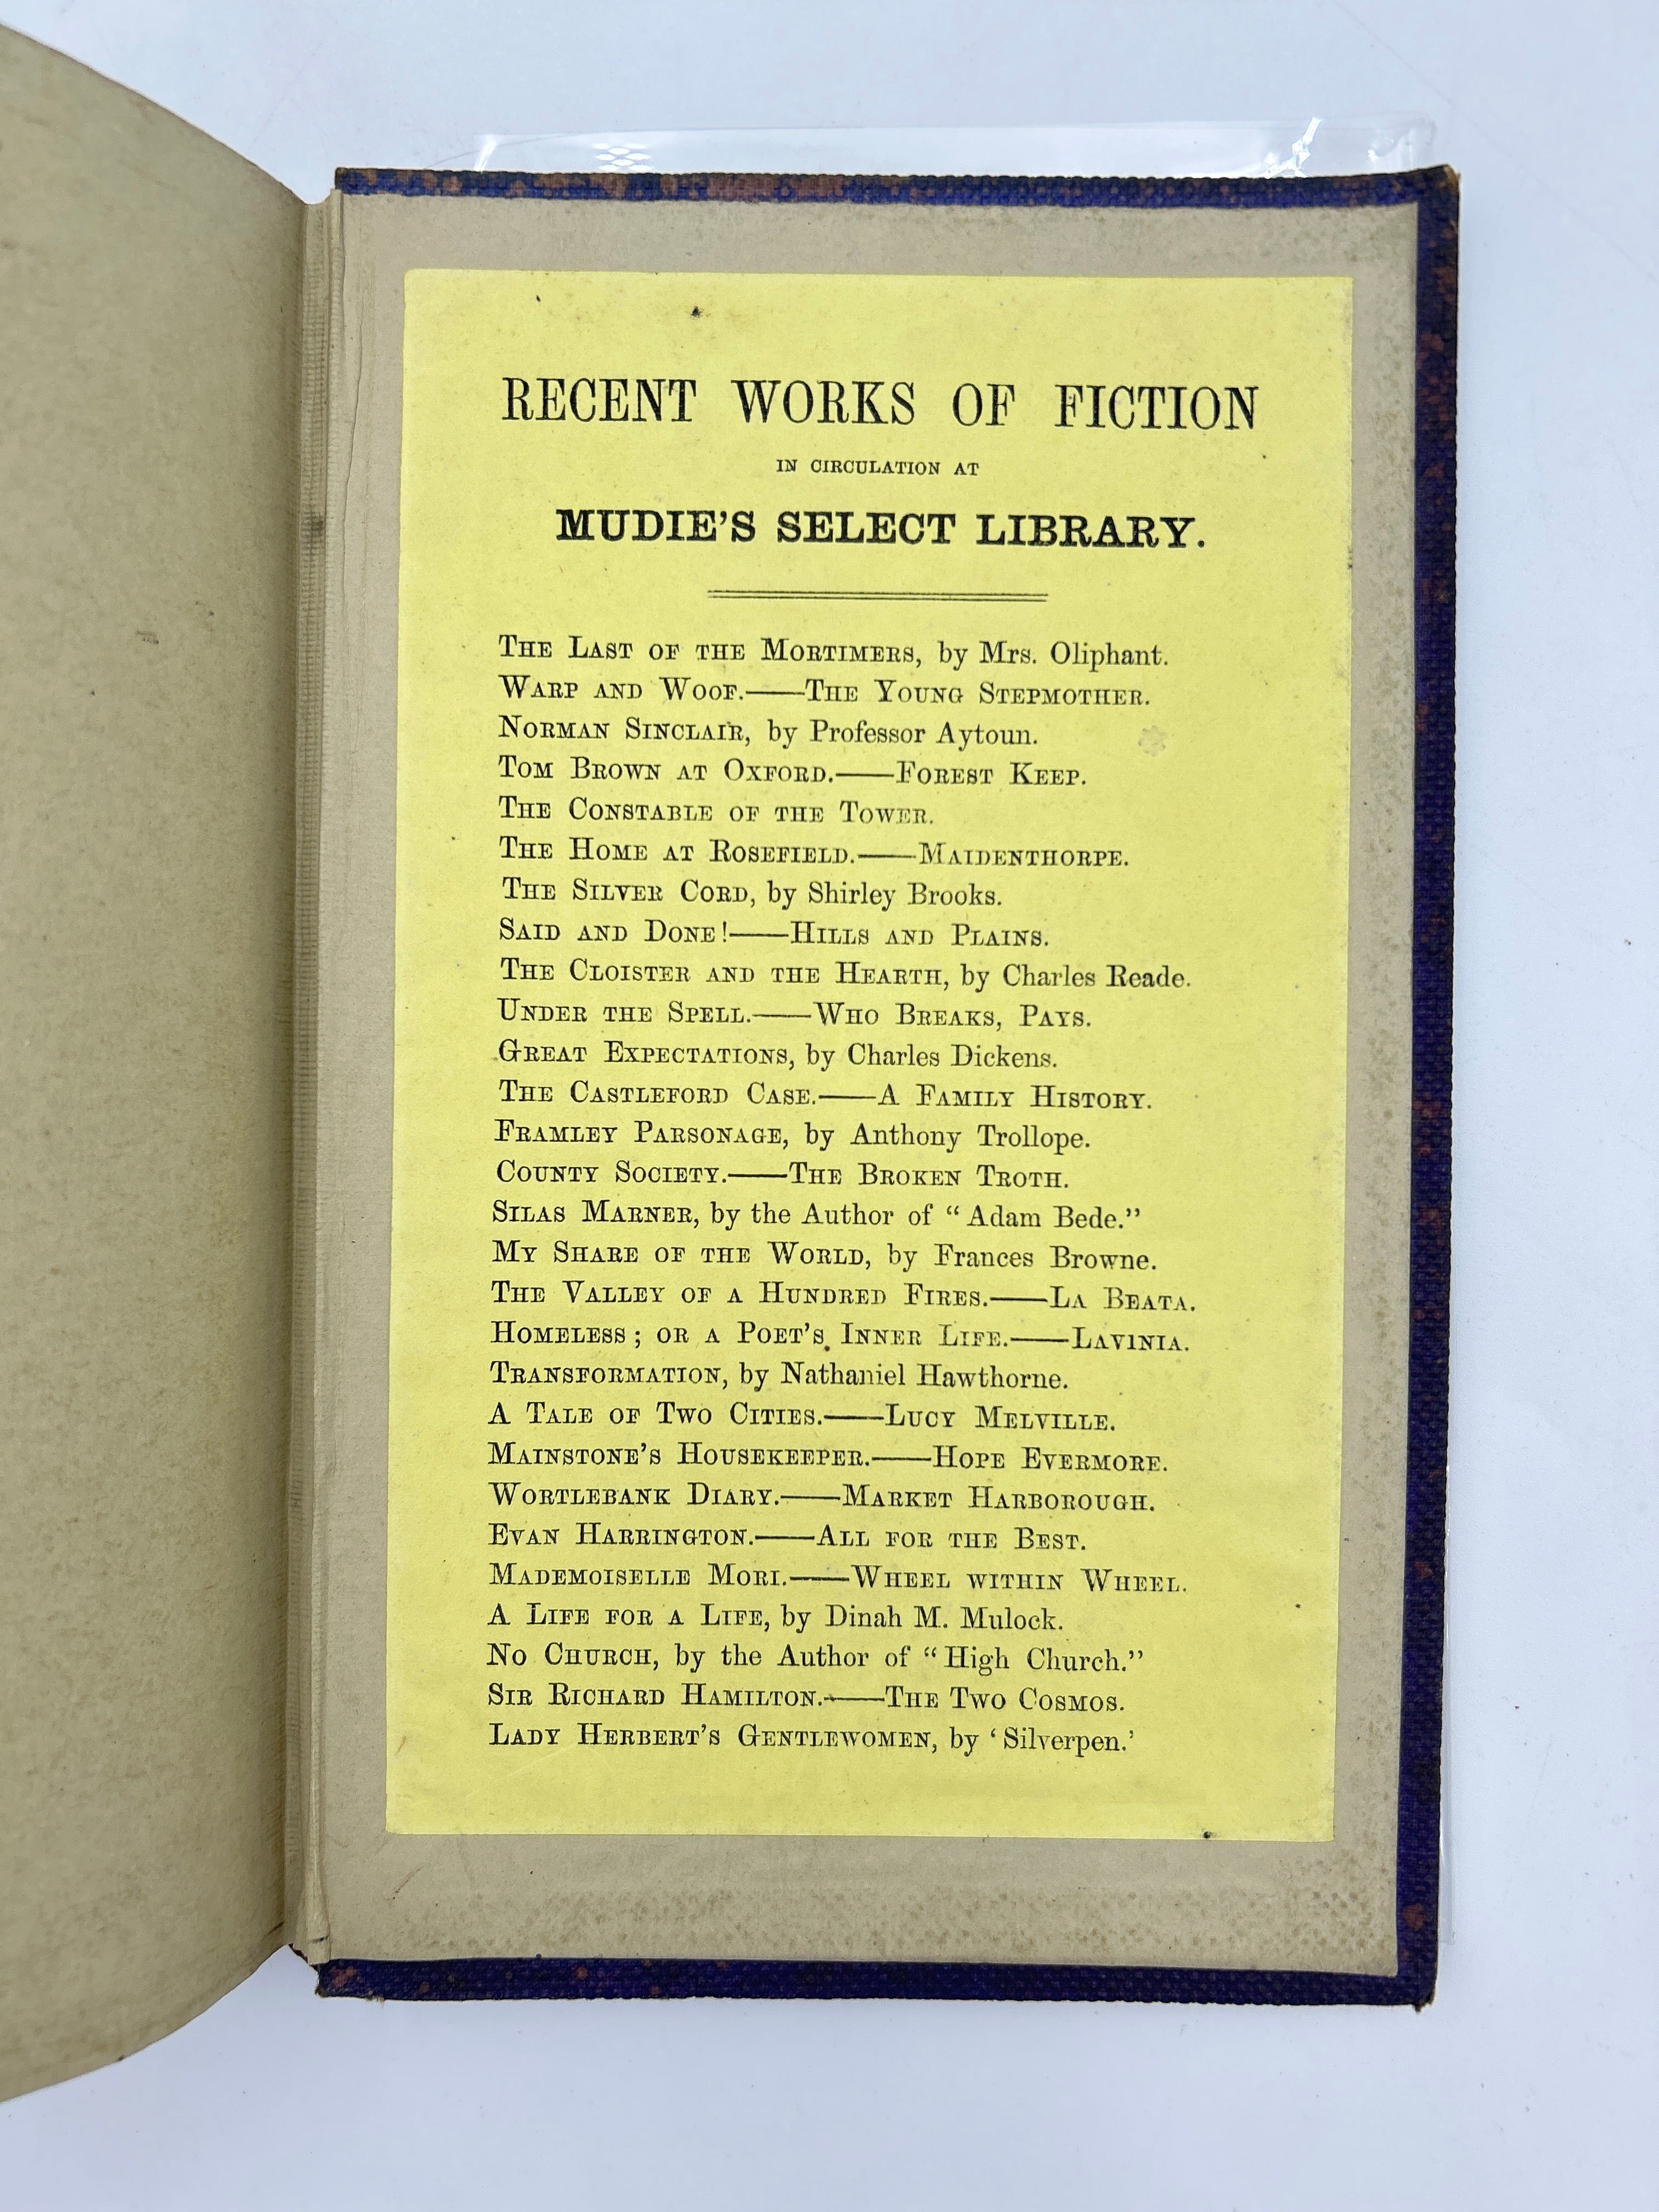 RECENT WORKS OF FICTION
IN CIRCULATION AT
MUDIE'S SELECT LIBRARY.
THE LAST OF THE MORTIMERS, by Mrs. Oliphant.
WARP AND WOOF.——THE YOUNG STEPMOTHER.
NORMAN SINCLAIR, by Professor Aytoun.
TOM BROWN AT OXFORD.——FOREST KEEP.
THE CONSTABLE OF THE TOWER.
THE HOME AT ROSEFIELD.——MAIDENTHORPE.
THE SILVER CORD, by Shirley Brooks.
SAID AND DONE!——HILLS AND PLAINS.
THE CLOISTER AND THE HEARTH, by Charles Reade.
UNDER THE SPELL.——WHO BREAKS, PAYS.
GREAT EXPECTATIONS, by Charles Dickens.
THE CASTLEFORD CASE.——A FAMILY HISTORY.
FRAMLEY PARSONAGE, by Anthony Trollope.
COUNTY SOCIETY.——THE BROKEN TROTH.
SILAS MARNER, by the Author of “Adam Bede.”
MY SHARE OF THE WORLD, by Frances Browne.
THE VALLEY OF A HUNDRED FIRES.——LA BEATA.
HOMELESS; OR A POET'S INNER LIFE.——LAVINIA.
TRANSFORMATION, by Nathaniel Hawthorne.
A TALE OF TWO CITIES.——LUCY MELVILLE.
MAINSTONE'S HOUSEKEEPER.——HOPE EVERMORE.
WORTLEBANK DIARY.——MARKET HARBOROUGH.
EVAN HARRINGTON.——ALL FOR THE BEST.
MADEMOISELLE MORI.——WHEEL WITHIN WHEEL.
A LIFE FOR A LIFE, by Dinah M. Mulock.
NO CHURCH, by the Author of “High Church.”
SIR RICHARD HAMILTON.——THE TWO COSMOS.
LADY HERBERT'S GENTLEWOMEN, by ‘Silverpen.’